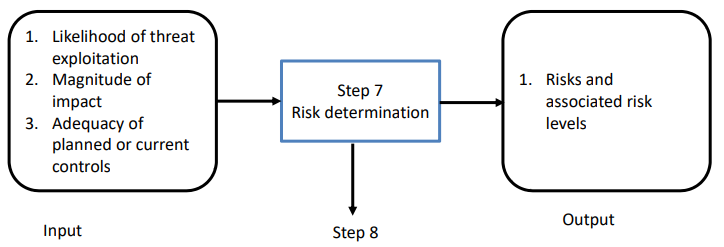 1. Likelihood of threat
exploitation
2. Magnitude of
impact
3. Adequacy of
planned or current
controls
Input
Step 7
Risk determination
Step 8
1. Risks and
associated risk
levels
Output